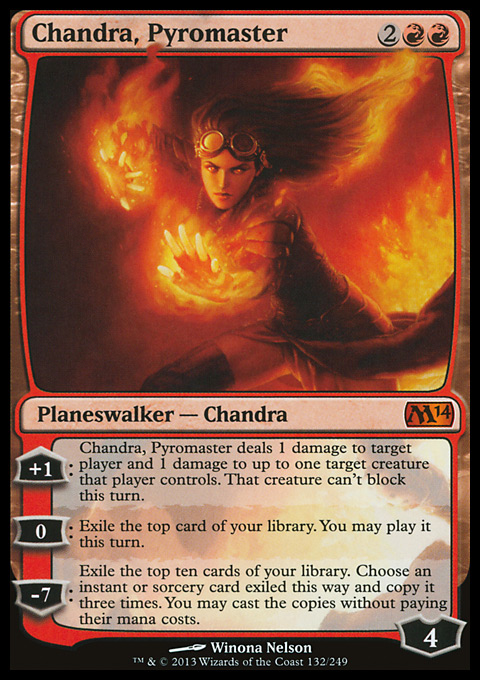 Chandra, Pyromaster 2
Planeswalker — Chandra M14
+1: Chandra, Pyromaster deals 1 damage to target
player and 1 damage to up to one target creature
that player controls. That creature can't block
this turn.
0: Exile the top card of your library. You may play it
this turn.
-7: Exile the top ten cards of your library. Choose an
instant or sorcery card exiled this way and copy it
three times. You may cast the copies without paying
their mana costs.
4
Winona Nelson
™ & © 2013 Wizards of the Coast 132/249